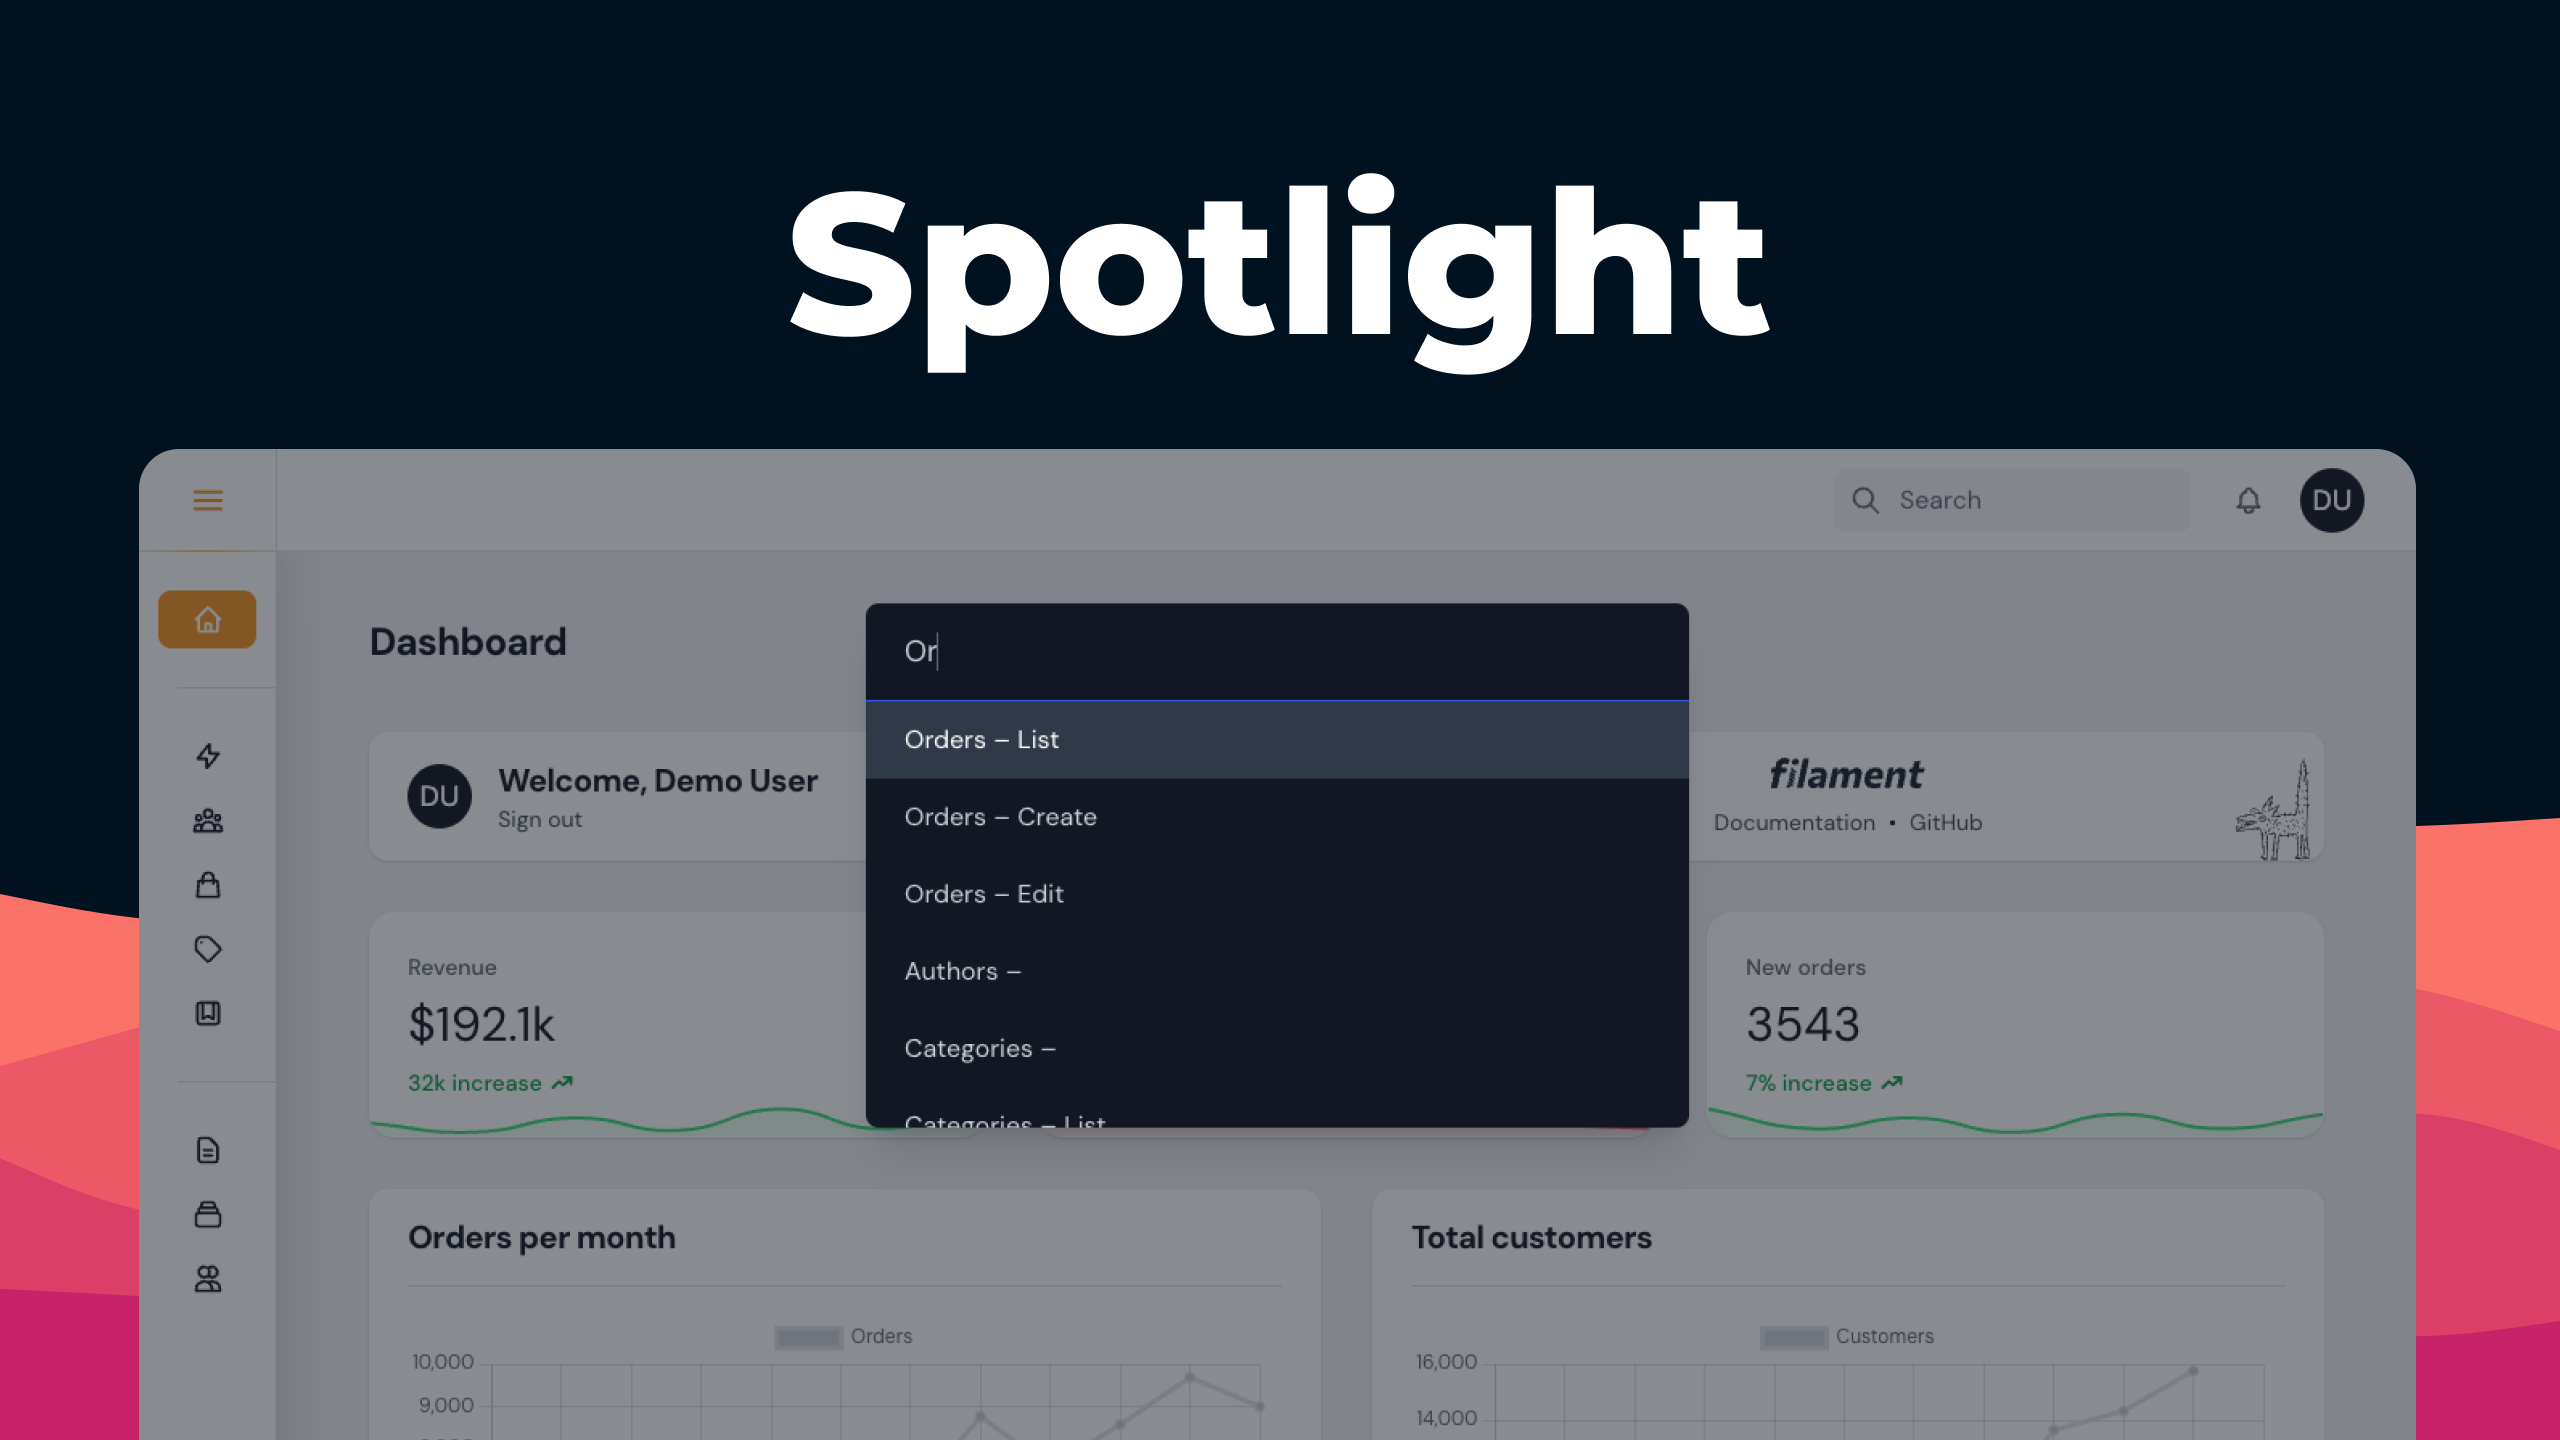 Spotlight
Search
DU
Dashboard
Or
Orders – List
Orders – Create
Orders – Edit
Authors –
Categories –
Categories – List
DU
Welcome, Demo User
Sign out
filament
Documentation • GitHub
Revenue
$192.1k
32k increase
New orders
3543
7% increase
Orders per month
Orders
10,000
9,000
Total customers
Customers
16,000
14,000